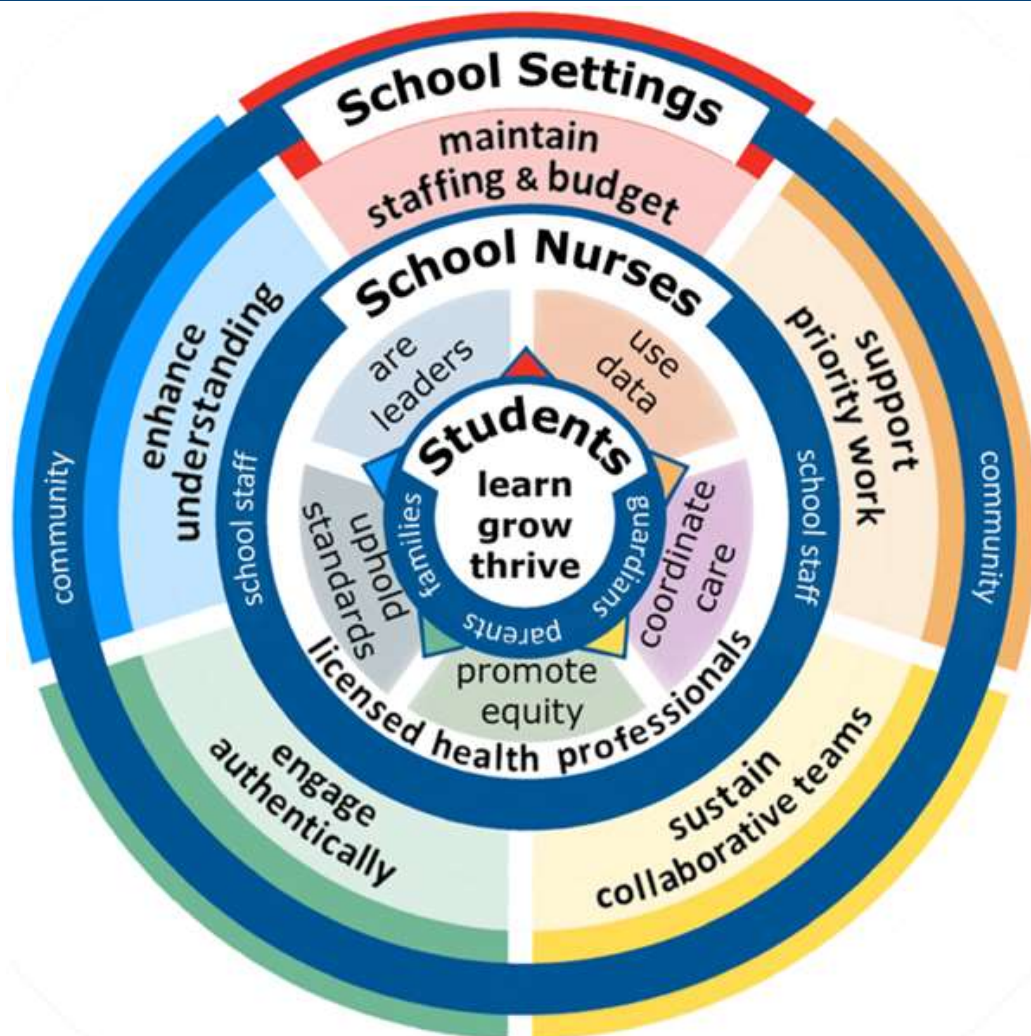 School Settings
maintain
staffing & budget
enhance
understanding
support
priority work
engage
authentically
sustain
collaborative teams
community
community
School Nurses
school staff
school staff
are
leaders
use
data
uphold
standards
coordinate
care
promote
equity
licensed health professionals
Students
learn
grow
thrive
families
parents
guardians